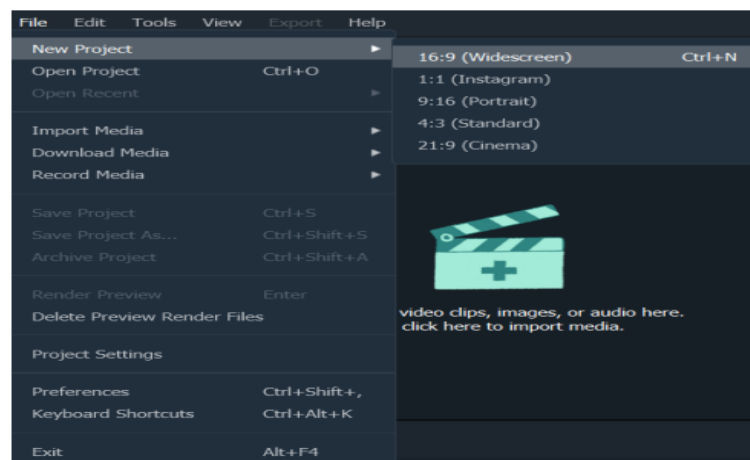 File Edit Tools View Export Help
New Project
Open Project Ctrl+O
Open Recent
Import Media
Download Media
Record Media
Save Project Ctrl+S
Save Project As... Ctrl+Shift+S
Archive Project Ctrl+Shift+A
Render Preview Enter
Delete Preview Render Files
Project Settings
Preferences Ctrl+Shift+,
Keyboard Shortcuts Ctrl+Alt+K
Exit Alt+F4
16:9 (Widescreen) Ctrl+N
1:1 (Instagram)
9:16 (Portrait)
4:3 (Standard)
21:9 (Cinema)
video clips, images, or audio here.
click here to import media.